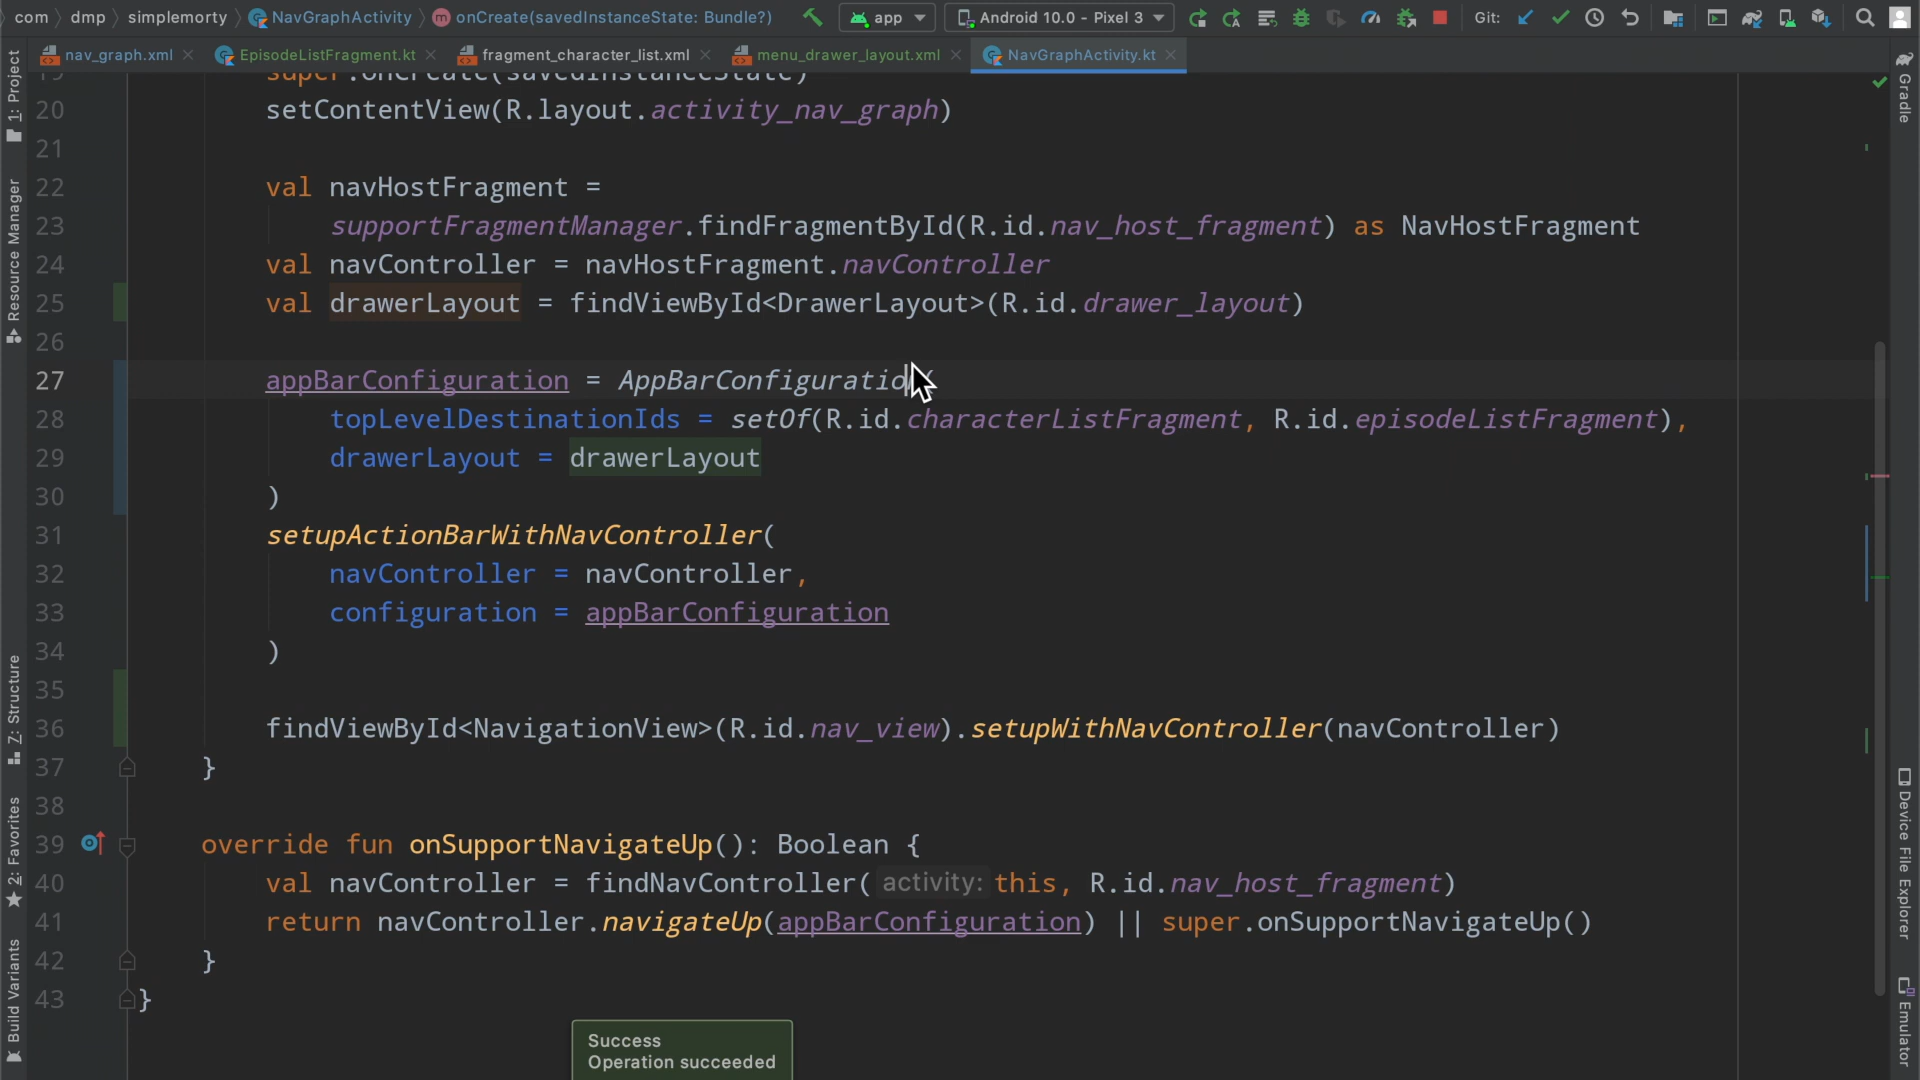 com dmp simplemorty NavGraphActivity onCreate(savedInstanceState: Bundle?) app Android 10.0 - Pixel 3 Git:
nav_graph.xml EpisodeListFragment.kt fragment_character_list.xml menu_drawer_layout.xml NavGraphActivity.kt
1: Project
Resource Manager
Z: Structure
2: Favorites
Build Variants
19 super.onCreate(savedInstanceState)
20 setContentView(R.layout.activity_nav_graph)
21
22 val navHostFragment =
23 supportFragmentManager.findFragmentById(R.id.nav_host_fragment) as NavHostFragment
24 val navController = navHostFragment.navController
25 val drawerLayout = findViewById<DrawerLayout>(R.id.drawer_layout)
26
27 appBarConfiguration = AppBarConfiguration(
28 topLevelDestinationIds = setOf(R.id.characterListFragment, R.id.episodeListFragment),
29 drawerLayout = drawerLayout
30 )
31 setupActionBarWithNavController(
32 navController = navController,
33 configuration = appBarConfiguration
34 )
35
36 findViewById<NavigationView>(R.id.nav_view).setupWithNavController(navController)
37 }
38
39 override fun onSupportNavigateUp(): Boolean {
40 val navController = findNavController( activity: this, R.id.nav_host_fragment)
41 return navController.navigateUp(appBarConfiguration) || super.onSupportNavigateUp()
42 }
43 }
Success
Operation succeeded
Gradle
Device File Explorer
Emulator